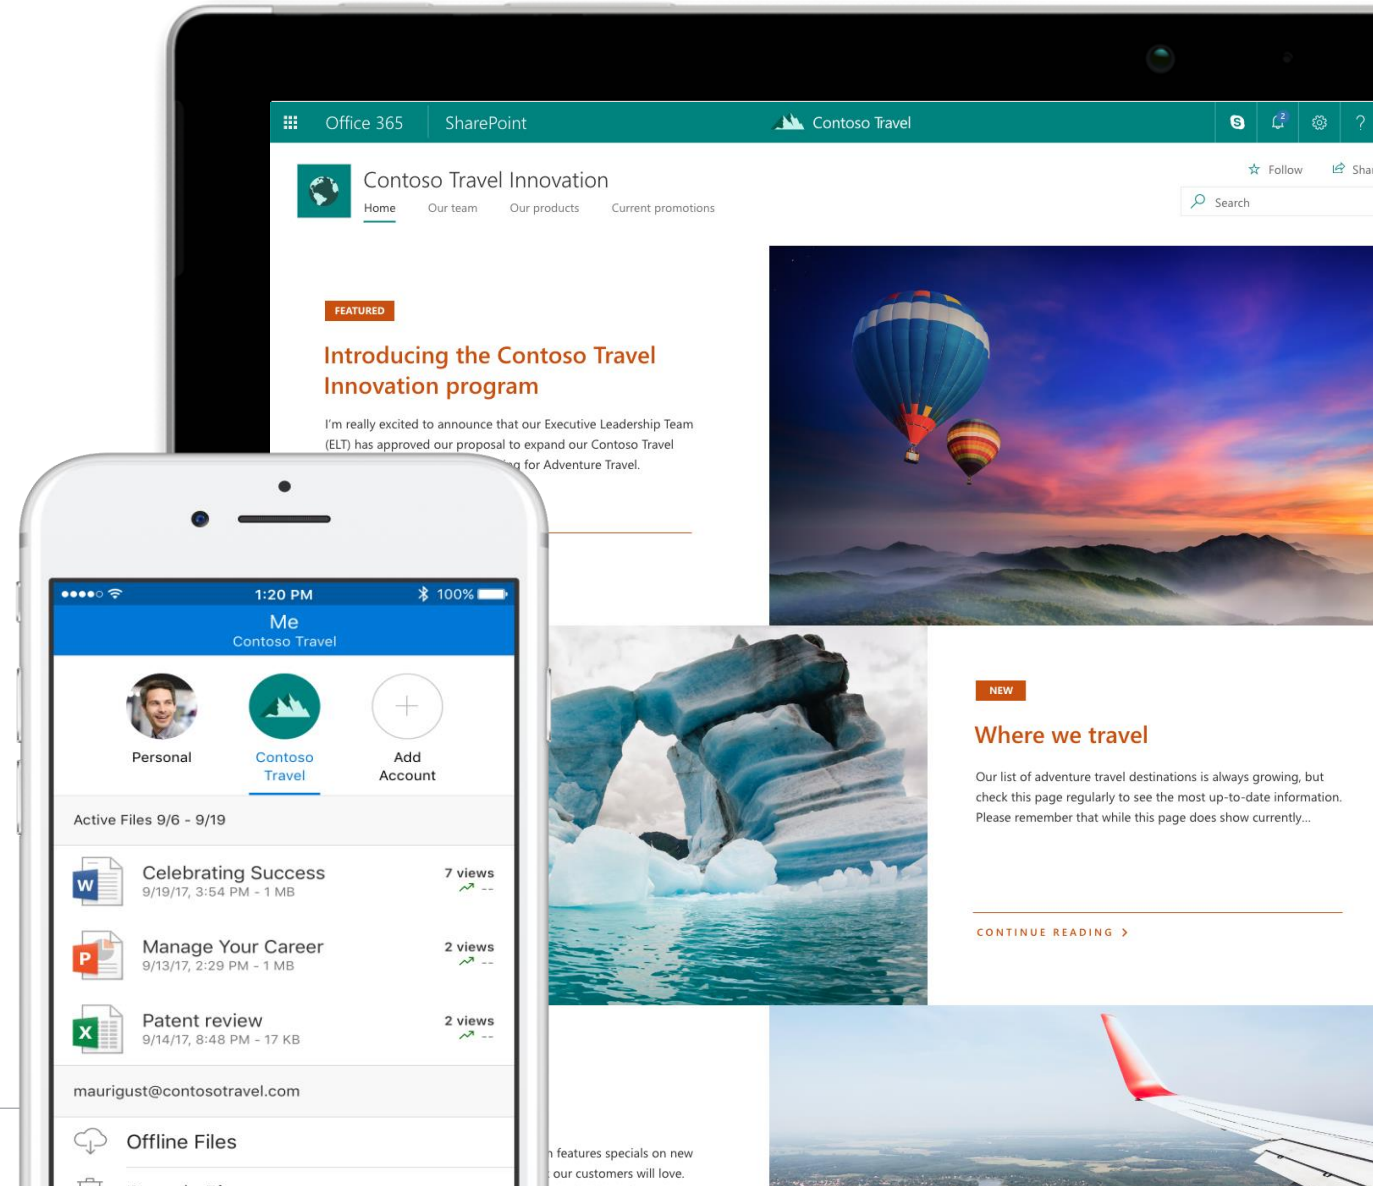 Office 365
SharePoint
Contoso Travel
S
2
?
Contoso Travel Innovation
Follow
Home
Our team
Our products
Current promotions
Search
FEATURED
Introducing the Contoso Travel
Innovation program
I'm really excited to announce that our Executive Leadership Team
(ELT) has approved our proposal to expand our Contoso Travel
for Adventure Travel.
NEW
Where we travel
Our list of adventure travel destinations is always growing, but
check this page regularly to see the most up-to-date information.
Please remember that while this page does show currently...
CONTINUE READING >
features specials on new
our customers will love.
1:20 PM
100%
Me
Contoso Travel
Personal
Contoso
Travel
Add
Account
Active Files 9/6 - 9/19
W
Celebrating Success
7 views
9/19/17, 3:54 PM - 1 MB
--
P
Manage Your Career
2 views
9/13/17, 2:29 PM - 1 MB
--
X
Patent review
2 views
9/14/17, 8:48 PM - 17 KB
--
maurigust@contosotravel.com
Offline Files